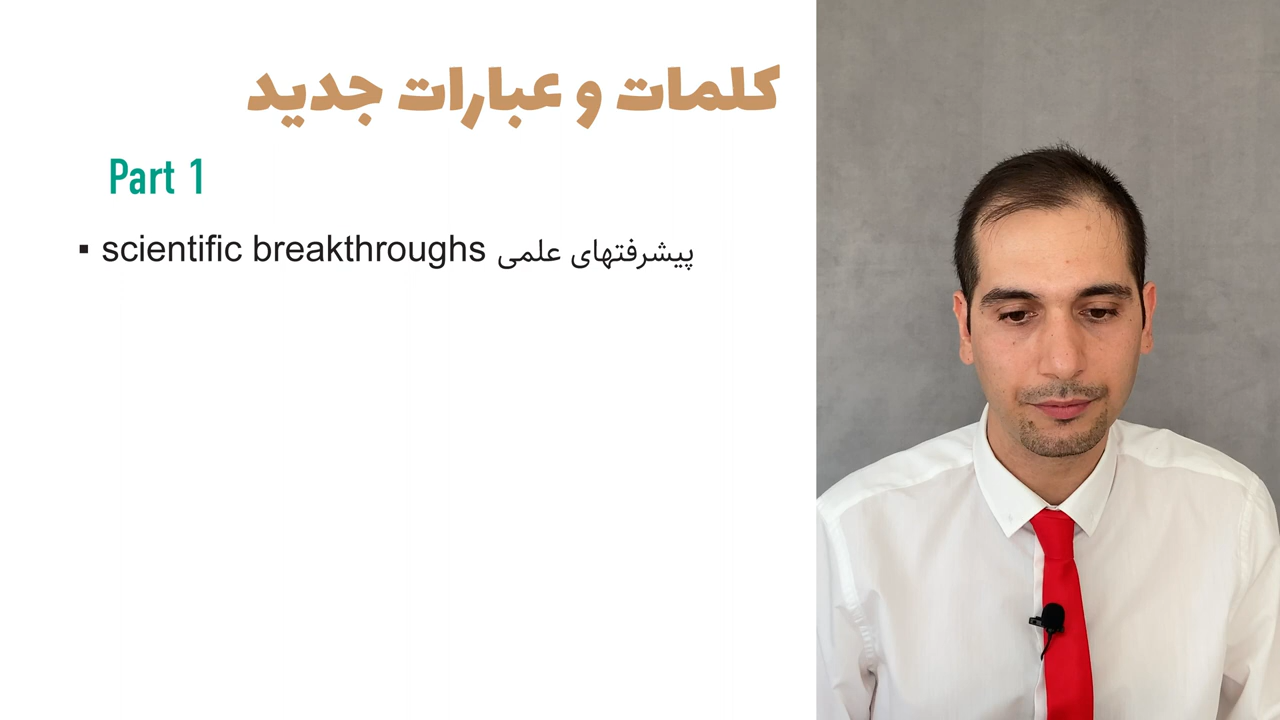 کلمات و عبارات جدید
Part 1
▪ scientific breakthroughs پیشرفتهای علمی